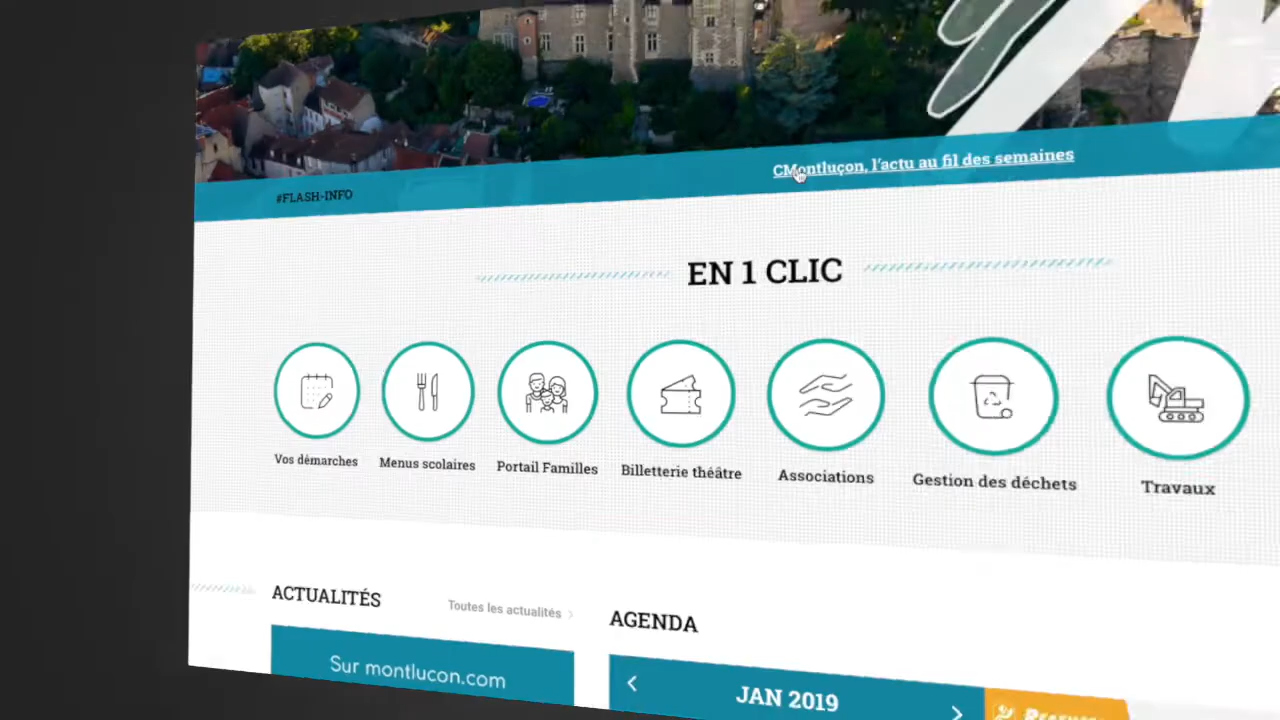 #FLASH-INFO
CMontluçon, l'actu au fil des semaines
EN 1 CLIC
Vos démarches
Menus scolaires
Portail Familles
Billetterie théâtre
Associations
Gestion des déchets
Travaux
ACTUALITÉS
Toutes les actualités
AGENDA
Sur montlucon.com
JAN 2019